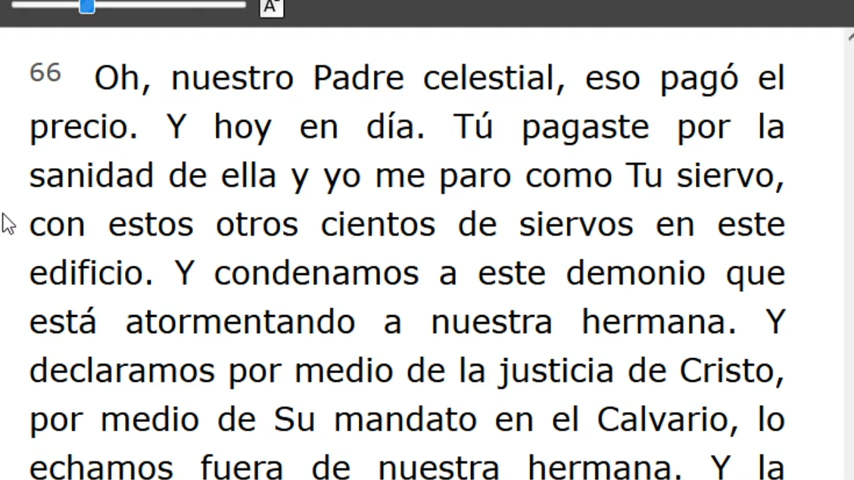 A
66 Oh, nuestro Padre celestial, eso pagó el
precio. Y hoy en día. Tú pagaste por la
sanidad de ella y yo me paro como Tu siervo,
con estos otros cientos de siervos en este
edificio. Y condenamos a este demonio que
está atormentando a nuestra hermana. Y
declaramos por medio de la justicia de Cristo,
por medio de Su mandato en el Calvario, lo
echamos fuera de nuestra hermana. Y la